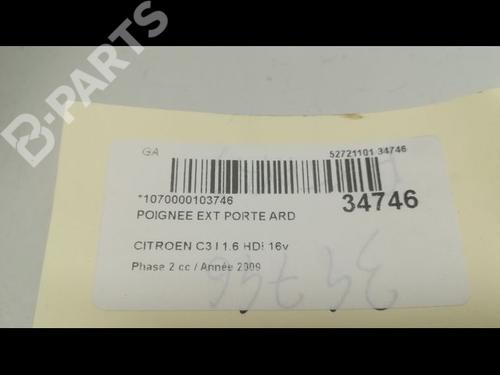 B-PARTS
GA
52721101 34746
*1070000103746
34746
POIGNEE EXT PORTE ARD
CITROEN C3 I 1.6 HDI 16v
Phase 2 cc / Année 2009
34746